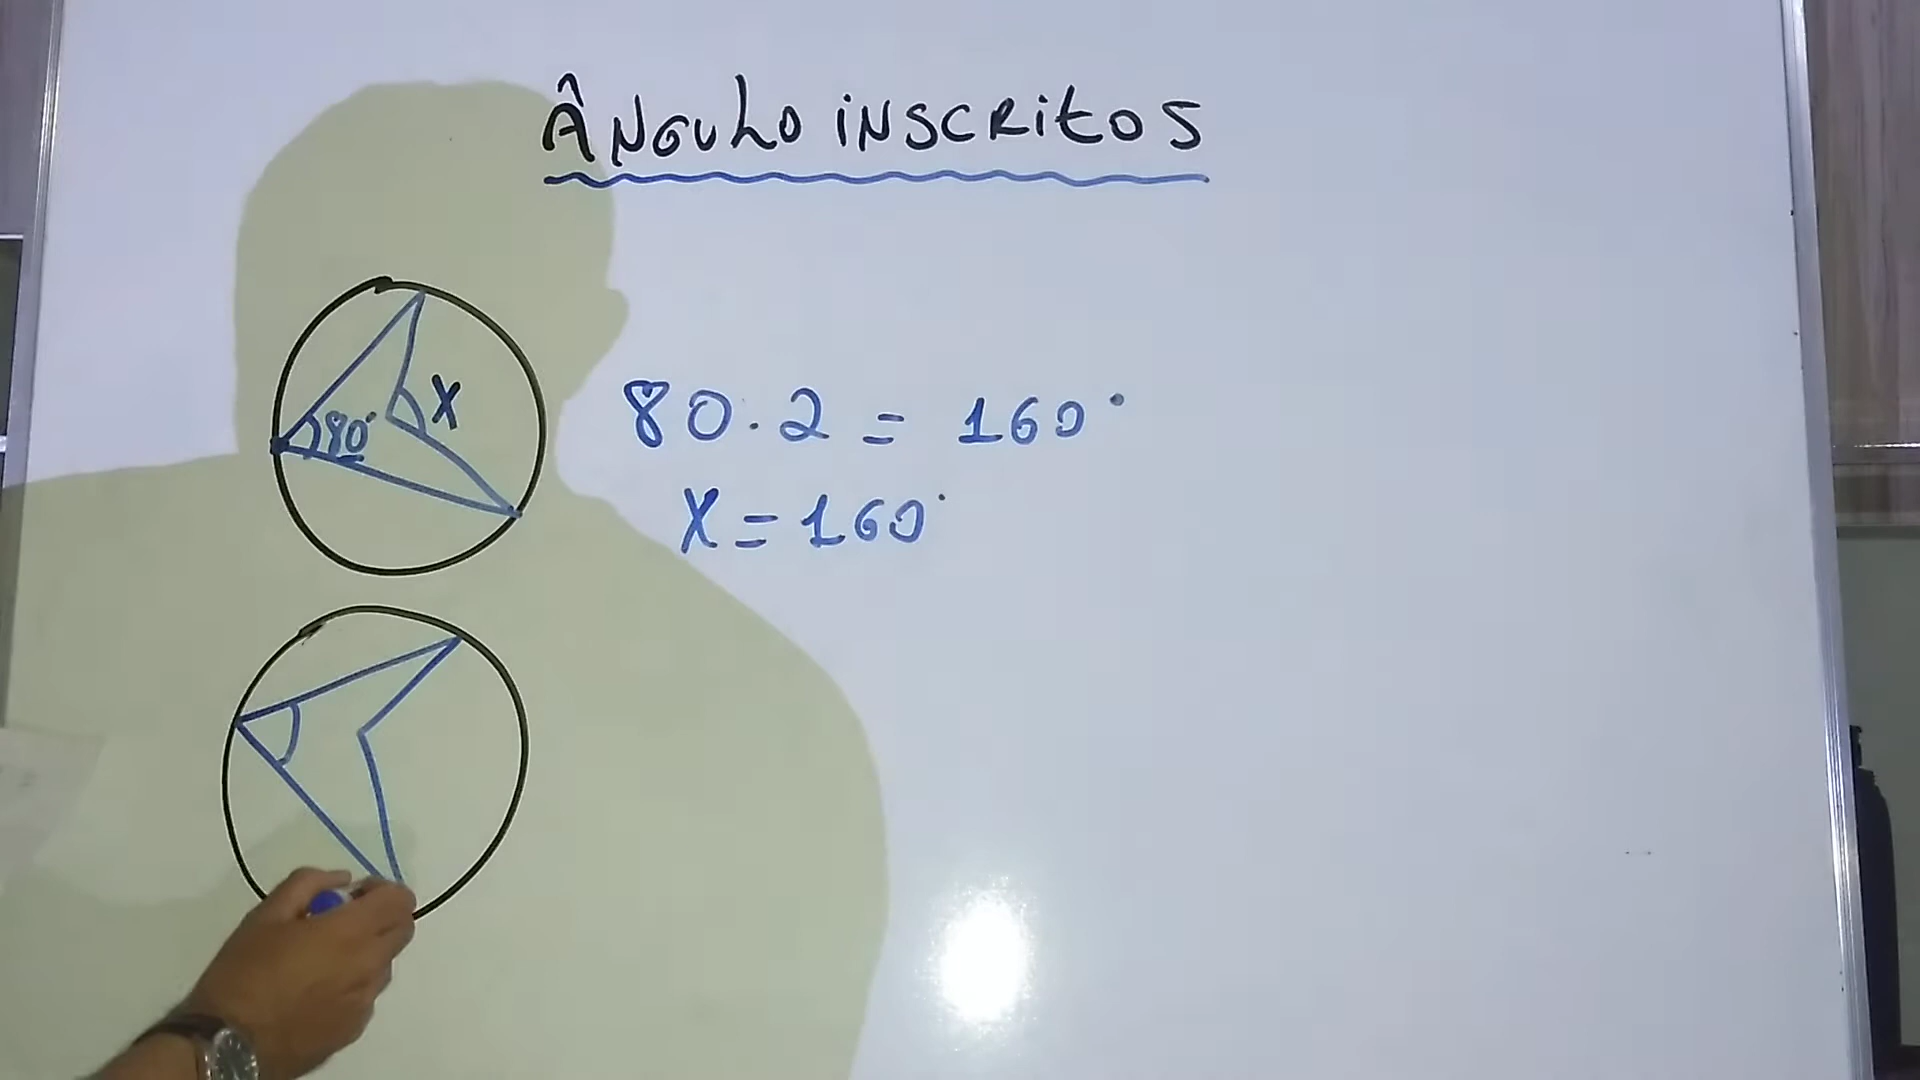 ÂNGULO INSCRITOS
80°
X
80.2 = 160°
X = 160°